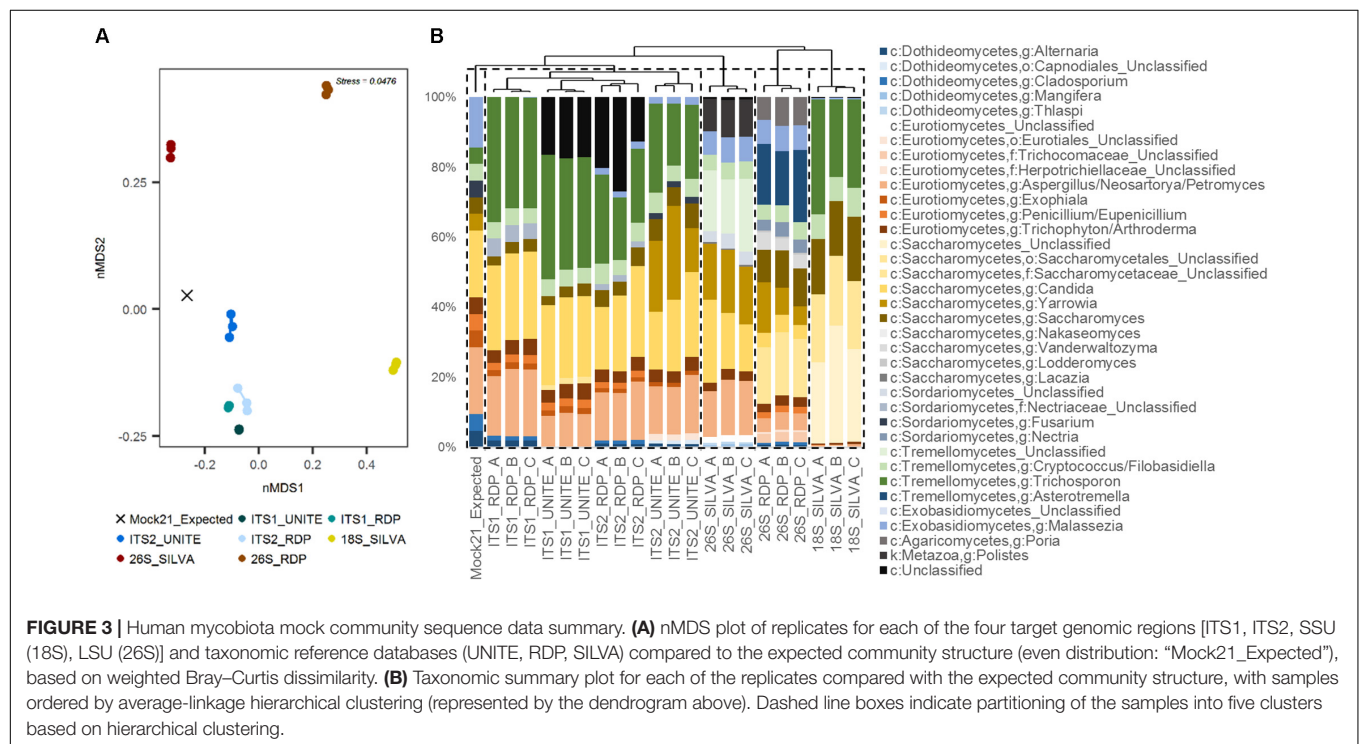 A
B
Stress = 0.0476
0.25
0.00
-0.25
nMDS2
-0.2
0.0
0.2
0.4
nMDS1
Mock21_Expected
ITS1_UNITE
ITS1_RDP
ITS2_UNITE
ITS2_RDP
18S_SILVA
26S_SILVA
26S_RDP
100%
80%
60%
40%
20%
0%
Mock21_Expected
ITS1_RDP_A
ITS1_RDP_B
ITS1_RDP_C
ITS1_UNITE_A
ITS1_UNITE_B
ITS1_UNITE_C
ITS2_RDP_A
ITS2_RDP_B
ITS2_RDP_C
ITS2_UNITE_A
ITS2_UNITE_B
ITS2_UNITE_C
26S_SILVA_A
26S_SILVA_B
26S_SILVA_C
26S_RDP_A
26S_RDP_B
26S_RDP_C
18S_SILVA_A
18S_SILVA_B
18S_SILVA_C
c:Dothideomycetes,g:Alternaria
c:Dothideomycetes,o:Capnodiales_Unclassified
c:Dothideomycetes,g:Cladosporium
c:Dothideomycetes,g:Mangifera
c:Dothideomycetes,g:Thlaspi
c:Eurotiomycetes_Unclassified
c:Eurotiomycetes,o:Eurotiales_Unclassified
c:Eurotiomycetes,f:Trichocomaceae_Unclassified
c:Eurotiomycetes,f:Herpotrichiellaceae_Unclassified
c:Eurotiomycetes,g:Aspergillus/Neosartorya/Petromyces
c:Eurotiomycetes,g:Exophiala
c:Eurotiomycetes,g:Penicillium/Eupenicillium
c:Eurotiomycetes,g:Trichophyton/Arthroderma
c:Saccharomycetes_Unclassified
c:Saccharomycetes,o:Saccharomycetales_Unclassified
c:Saccharomycetes,f:Saccharomycetaceae_Unclassified
c:Saccharomycetes,g:Candida
c:Saccharomycetes,g:Yarrowia
c:Saccharomycetes,g:Saccharomyces
c:Saccharomycetes,g:Nakaseomyces
c:Saccharomycetes,g:Vanderwaltozyma
c:Saccharomycetes,g:Lodderomyces
c:Saccharomycetes,g:Lacazia
c:Sordariomycetes_Unclassified
c:Sordariomycetes,f:Nectriaceae_Unclassified
c:Sordariomycetes,g:Fusarium
c:Sordariomycetes,g:Nectria
c:Tremellomycetes_Unclassified
c:Tremellomycetes,g:Cryptococcus/Filobasidiella
c:Tremellomycetes,g:Trichosporon
c:Tremellomycetes,g:Asterotremella
c:Exobasidiomycetes_Unclassified
c:Exobasidiomycetes,g:Malassezia
c:Agaricomycetes,g:Poria
k:Metazoa,g:Polistes
c:Unclassified
FIGURE 3 | Human mycobiota mock community sequence data summary. (A) nMDS plot of replicates for each of the four target genomic regions [ITS1, ITS2, SSU
(18S), LSU (26S)] and taxonomic reference databases (UNITE, RDP, SILVA) compared to the expected community structure (even distribution: “Mock21_Expected”),
based on weighted Bray–Curtis dissimilarity. (B) Taxonomic summary plot for each of the replicates compared with the expected community structure, with samples
ordered by average-linkage hierarchical clustering (represented by the dendrogram above). Dashed line boxes indicate partitioning of the samples into five clusters
based on hierarchical clustering.